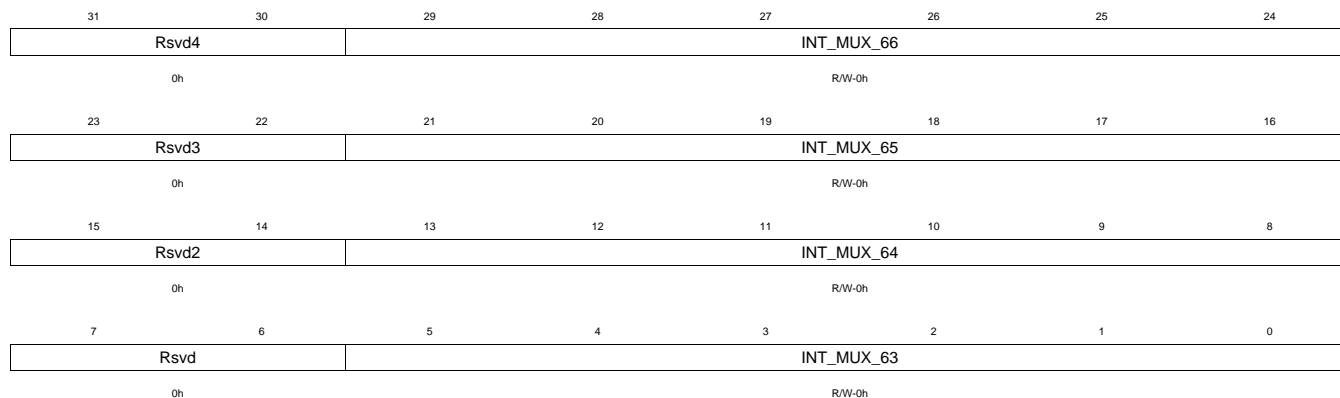 31 30 29 28 27 26 25 24
Rsvd4 INT_MUX_66
0h R/W-0h
23 22 21 20 19 18 17 16
Rsvd3 INT_MUX_65
0h R/W-0h
15 14 13 12 11 10 9 8
Rsvd2 INT_MUX_64
0h R/W-0h
7 6 5 4 3 2 1 0
Rsvd INT_MUX_63
0h R/W-0h